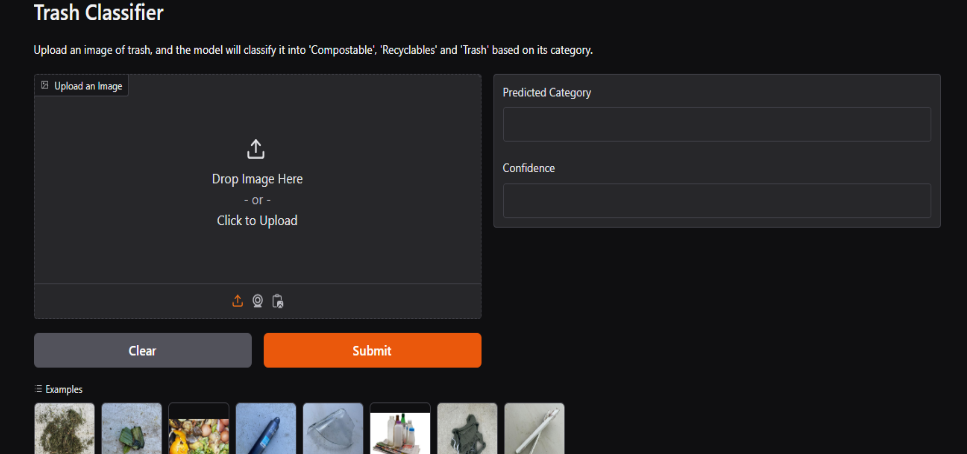 Trash Classifier
Upload an image of trash, and the model will classify it into 'Compostable', 'Recyclables' and 'Trash' based on its category.
Upload an Image
Drop Image Here
- or -
Click to Upload
Clear
Submit
Predicted Category
Confidence
Examples